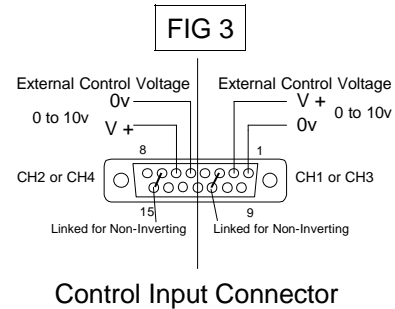 FIG 3
External Control Voltage
0v
0 to 10v
V +
External Control Voltage
V +
0 to 10v
0v
8
1
CH2 or CH4
CH1 or CH3
15
9
Linked for Non-Inverting
Linked for Non-Inverting
Control Input Connector